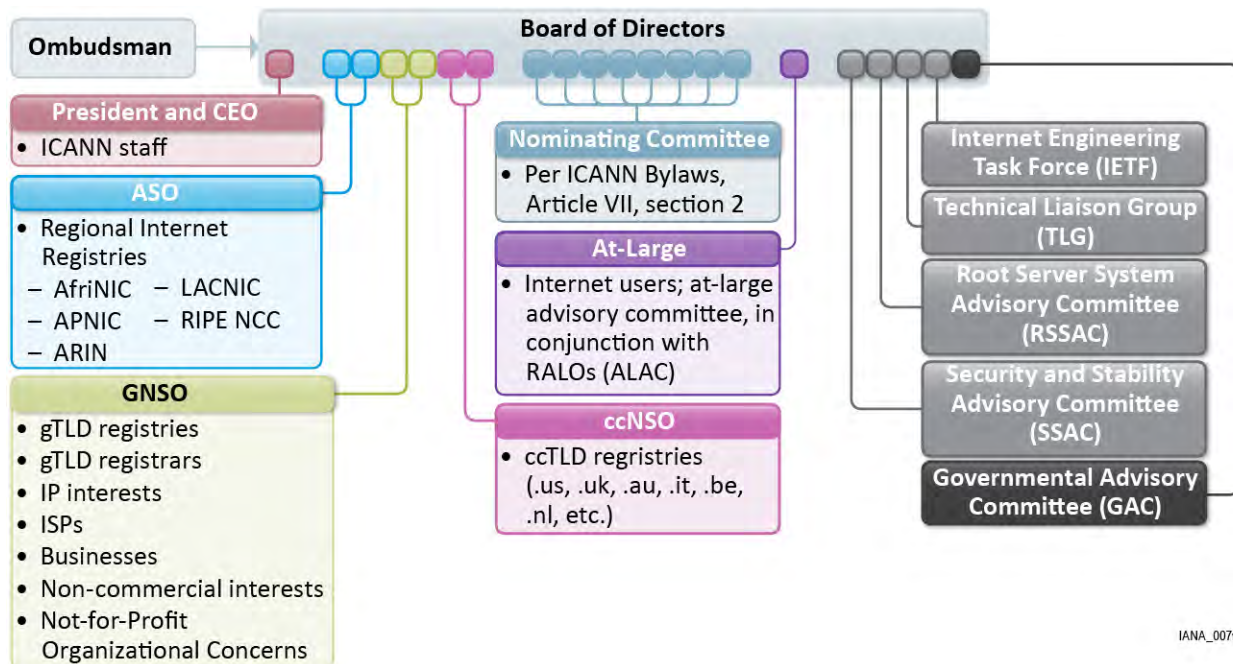 Ombudsman
Board of Directors
President and CEO
• ICANN staff
ASO
• Regional Internet
Registries
– AfriNIC – LACNIC
– APNIC – RIPE NCC
– ARIN
GNSO
• gTLD registries
• gTLD registrars
• IP interests
• ISPs
• Businesses
• Non-commercial interests
• Not-for-Profit
Organizational Concerns
Nominating Committee
• Per ICANN Bylaws,
Article VII, section 2
At-Large
• Internet users; at-large
advisory committee, in
conjunction with
RALOs (ALAC)
ccNSO
• ccTLD regristries
(.us, .uk, .au, .it, .be,
.nl, etc.)
Internet Engineering
Task Force (IETF)
Technical Liaison Group
(TLG)
Root Server System
Advisory Committee
(RSSAC)
Security and Stability
Advisory Committee
(SSAC)
Governmental Advisory
Committee (GAC)